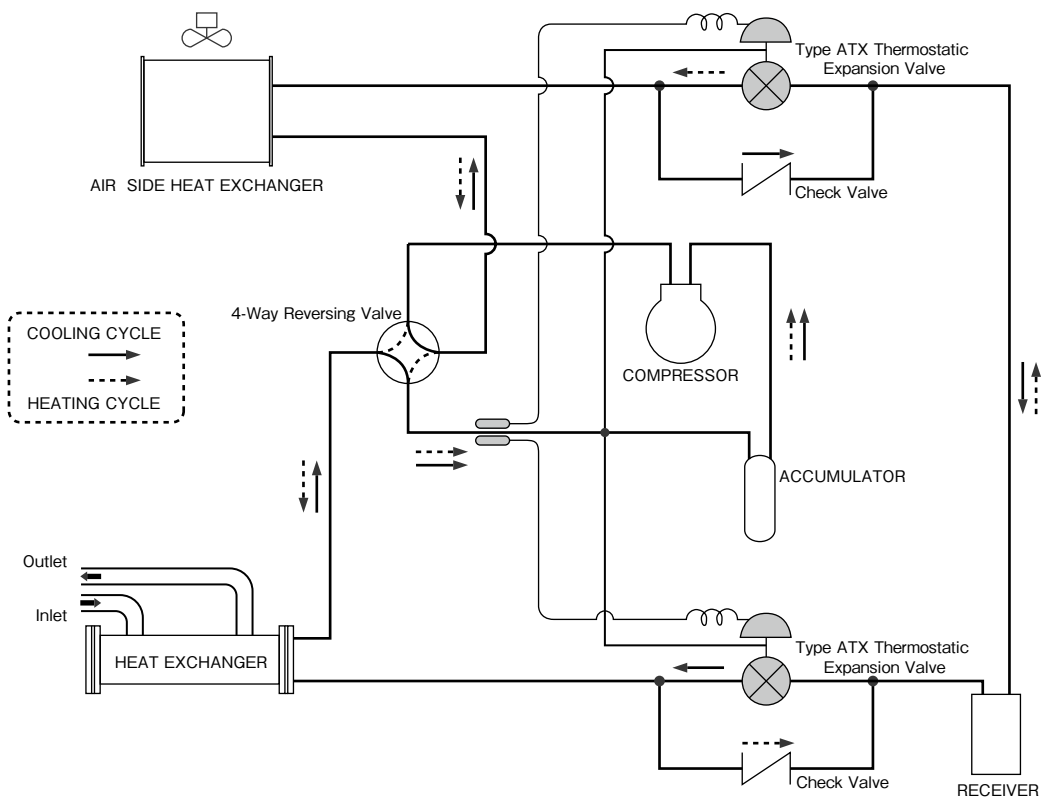 Type ATX Thermostatic
Expansion Valve
AIR SIDE HEAT EXCHANGER
Check Valve
4-Way Reversing Valve
COOLING CYCLE
HEATING CYCLE
COMPRESSOR
ACCUMULATOR
Outlet
Inlet
HEAT EXCHANGER
Type ATX Thermostatic
Expansion Valve
Check Valve
RECEIVER